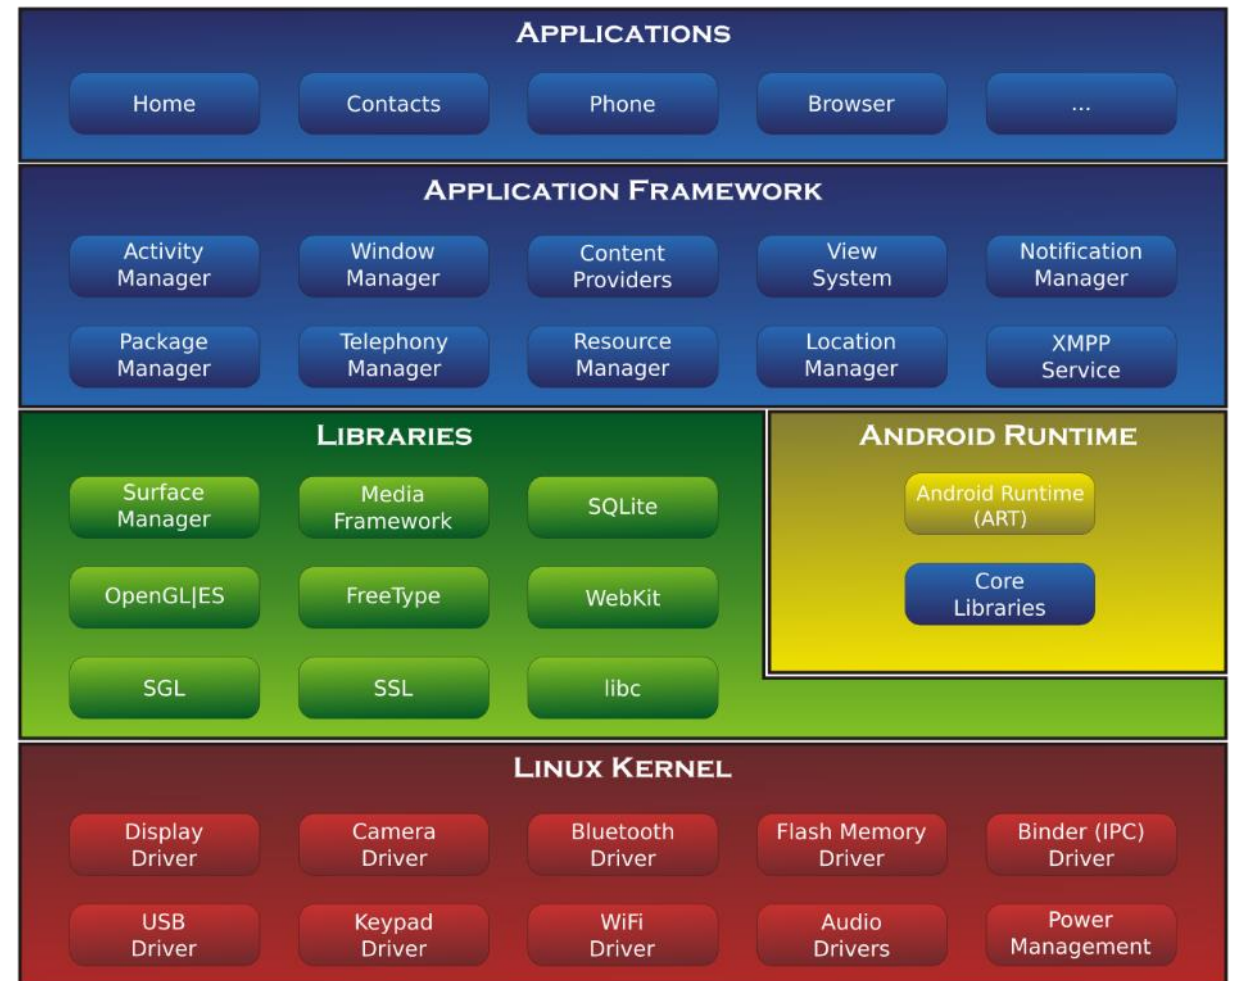 APPLICATIONS
Home
Contacts
Phone
Browser
...
APPLICATION FRAMEWORK
Activity
Manager
Window
Manager
Content
Providers
View
System
Notification
Manager
Package
Manager
Telephony
Manager
Resource
Manager
Location
Manager
XMPP
Service
LIBRARIES
Surface
Manager
Media
Framework
SQLite
OpenGL|ES
FreeType
WebKit
SGL
SSL
libc
ANDROID RUNTIME
Android Runtime
(ART)
Core
Libraries
LINUX KERNEL
Display
Driver
Camera
Driver
Bluetooth
Driver
Flash Memory
Driver
Binder (IPC)
Driver
USB
Driver
Keypad
Driver
WiFi
Driver
Audio
Drivers
Power
Management